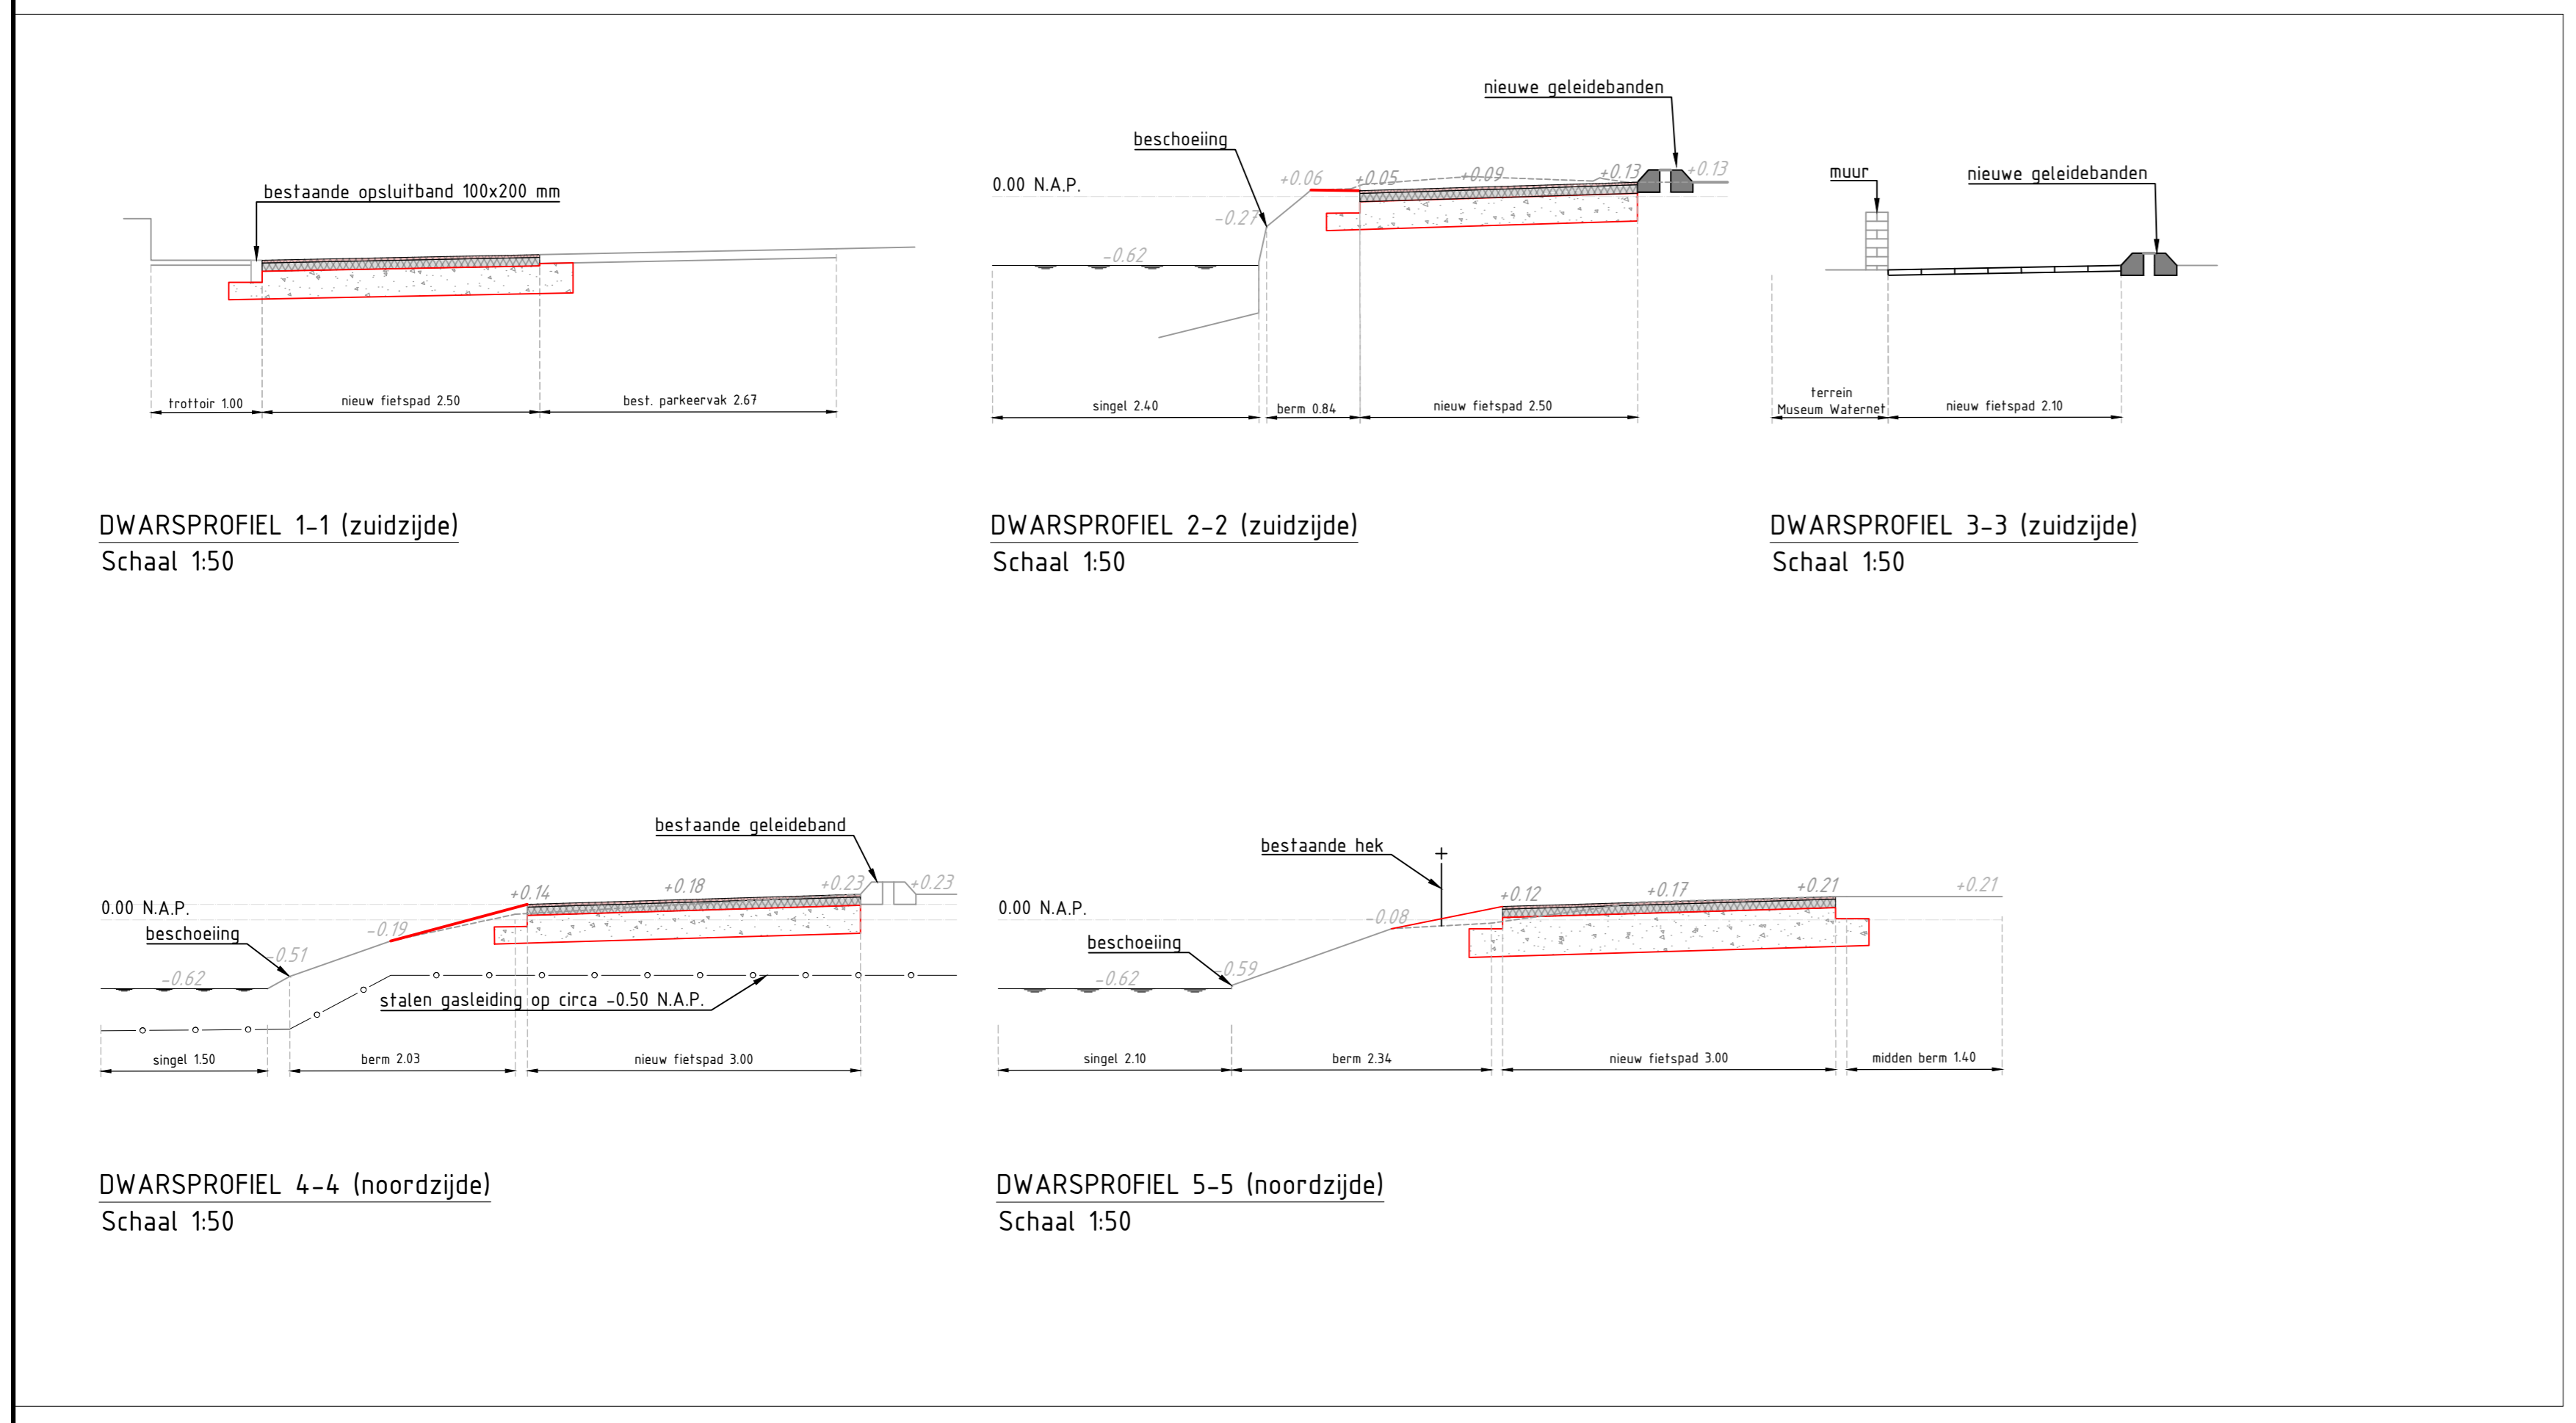 bestaande opsluitband 100x200 mm
trottoir 1.00
nieuw fietspad 2.50
best. parkeervak 2.67
DWARSPROFIEL 1-1 (zuidzijde)
Schaal 1:50
nieuwe geleidebanden
beschoeiing
0.00 N.A.P.
+0.06
+0.05
+0.09
+0.13
+0.13
-0.27
-0.62
singel 2.40
berm 0.84
nieuw fietspad 2.50
DWARSPROFIEL 2-2 (zuidzijde)
Schaal 1:50
muur
nieuwe geleidebanden
terrein
Museum Waternet
nieuw fietspad 2.10
DWARSPROFIEL 3-3 (zuidzijde)
Schaal 1:50
bestaande geleideband
0.00 N.A.P.
+0.14
+0.18
+0.23
+0.23
beschoeiing
-0.19
-0.51
-0.62
stalen gasleiding op circa -0.50 N.A.P.
singel 1.50
berm 2.03
nieuw fietspad 3.00
DWARSPROFIEL 4-4 (noordzijde)
Schaal 1:50
bestaande hek
0.00 N.A.P.
+0.12
+0.17
+0.21
+0.21
-0.08
beschoeiing
-0.59
-0.62
singel 2.10
berm 2.34
nieuw fietspad 3.00
midden berm 1.40
DWARSPROFIEL 5-5 (noordzijde)
Schaal 1:50